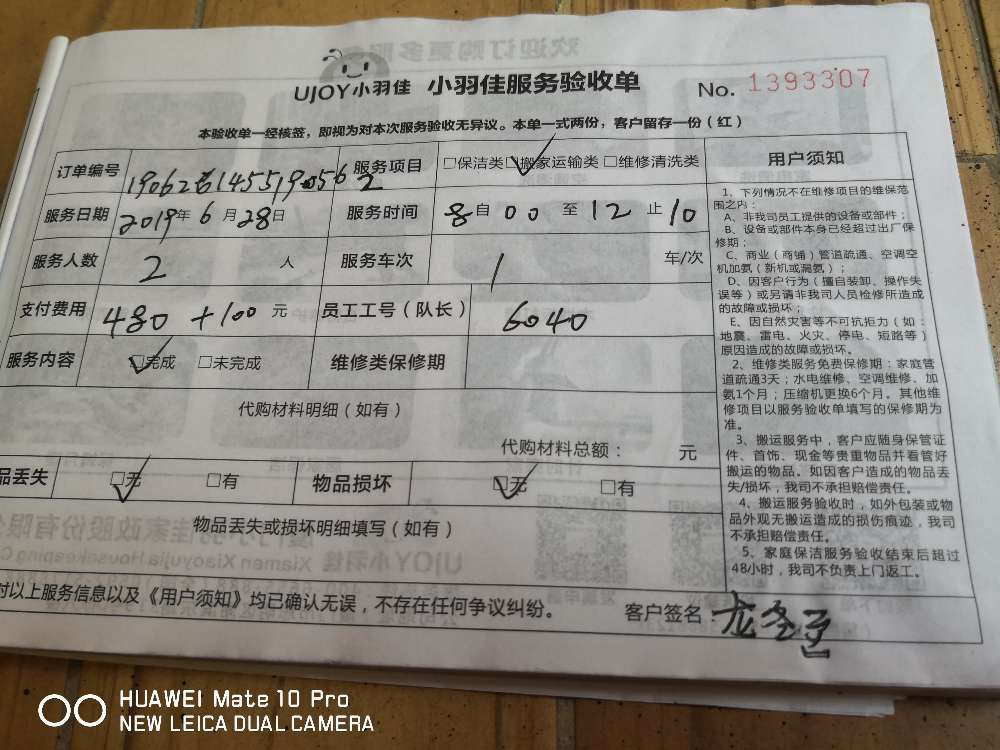 UJOY小羽佳 小羽佳服务验收单 No. 1393307
本验收单一经核签，即视为对本次服务验收无异议。本单一式两份，客户留存一份（红）
订单编号 服务项目 □保洁类 □搬家运输类 □维修清洗类
服务日期 2019年 6月 28日 服务时间 8自00至12止10
服务人数 2 人 服务车次 1 车/次
支付费用 480+100 元 员工工号（队长） 6040
服务内容 □完成 □未完成 维修类保修期
代购材料明细（如有）
代购材料总额： 元
品丢失 □无 □有 物品损坏 □无 □有
物品丢失或损坏明细填写（如有）
对以上服务信息以及《用户须知》均已确认无误，不存在任何争议纠纷。 客户签名：
用户须知
1、下列情况不在维修项目的维保范
围之内：
A、非我司员工提供的设备或部件；
B、设备或部件本身已经超过出厂保
修期；
C、商业（商铺）管道疏通、空调空
机加氨（新机或漏氨）；
D、因客户行为（擅自装卸、操作失
误等）或另请非我司人员检修所造成
的故障或损坏；
E、因自然灾害等不可抗拒力（如：
地震、雷电、火灾、停电、短路等）
原因造成的故障或损坏。
2、维修类服务免费保修期：家庭管
道疏通3天；水电维修、空调维修、加
氨1个月；压缩机更换6个月。其他维
修项目以服务验收单填写的保修期为
准。
3、搬运服务中，客户应随身保管证
件、首饰、现金等贵重物品并看管好
搬运的物品。如因客户造成的物品丢
失/损坏，我司不承担赔偿责任。
4、搬运服务验收时，如外包装或物
品外观无搬运造成的损伤痕迹，我司
不承担赔偿责任。
5、家庭保洁服务验收结束后超过
48小时，我司不负责上门返工。
HUAWEI Mate 10 Pro
NEW LEICA DUAL CAMERA